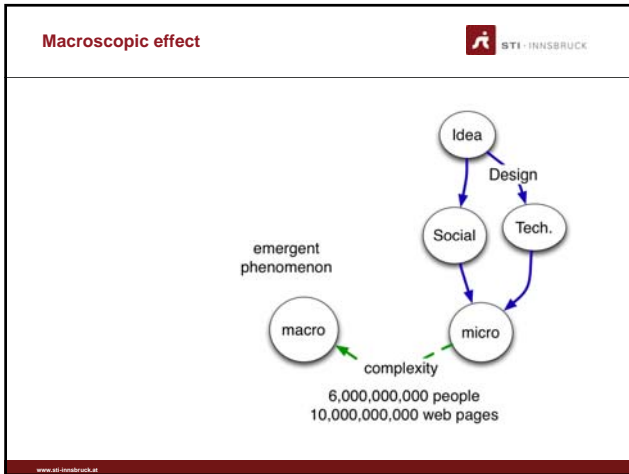 Macroscopic effect
STI · INNSBRUCK
Idea
Design
Social
Tech.
emergent
phenomenon
macro
micro
complexity
6,000,000,000 people
10,000,000,000 web pages
www.sti-innsbruck.at